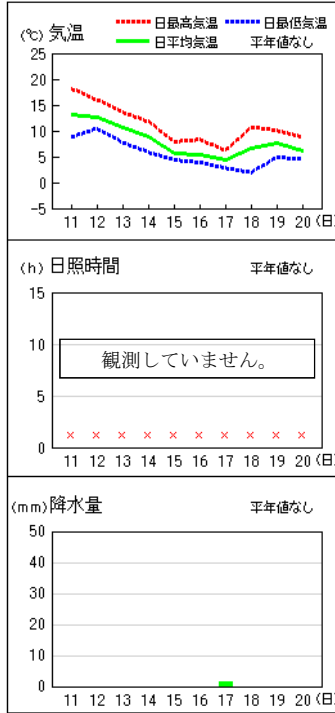 (℃) 気温
日最高気温 日最低気温
日平均気温 平年値なし
25
20
15
10
5
0
-5
11 12 13 14 15 16 17 18 19 20 (日)
(h) 日照時間 平年値なし
15
10
観測していません。
5
0
× × × × × × × × × ×
11 12 13 14 15 16 17 18 19 20 (日)
(mm) 降水量 平年値なし
50
40
30
20
10
0
11 12 13 14 15 16 17 18 19 20 (日)